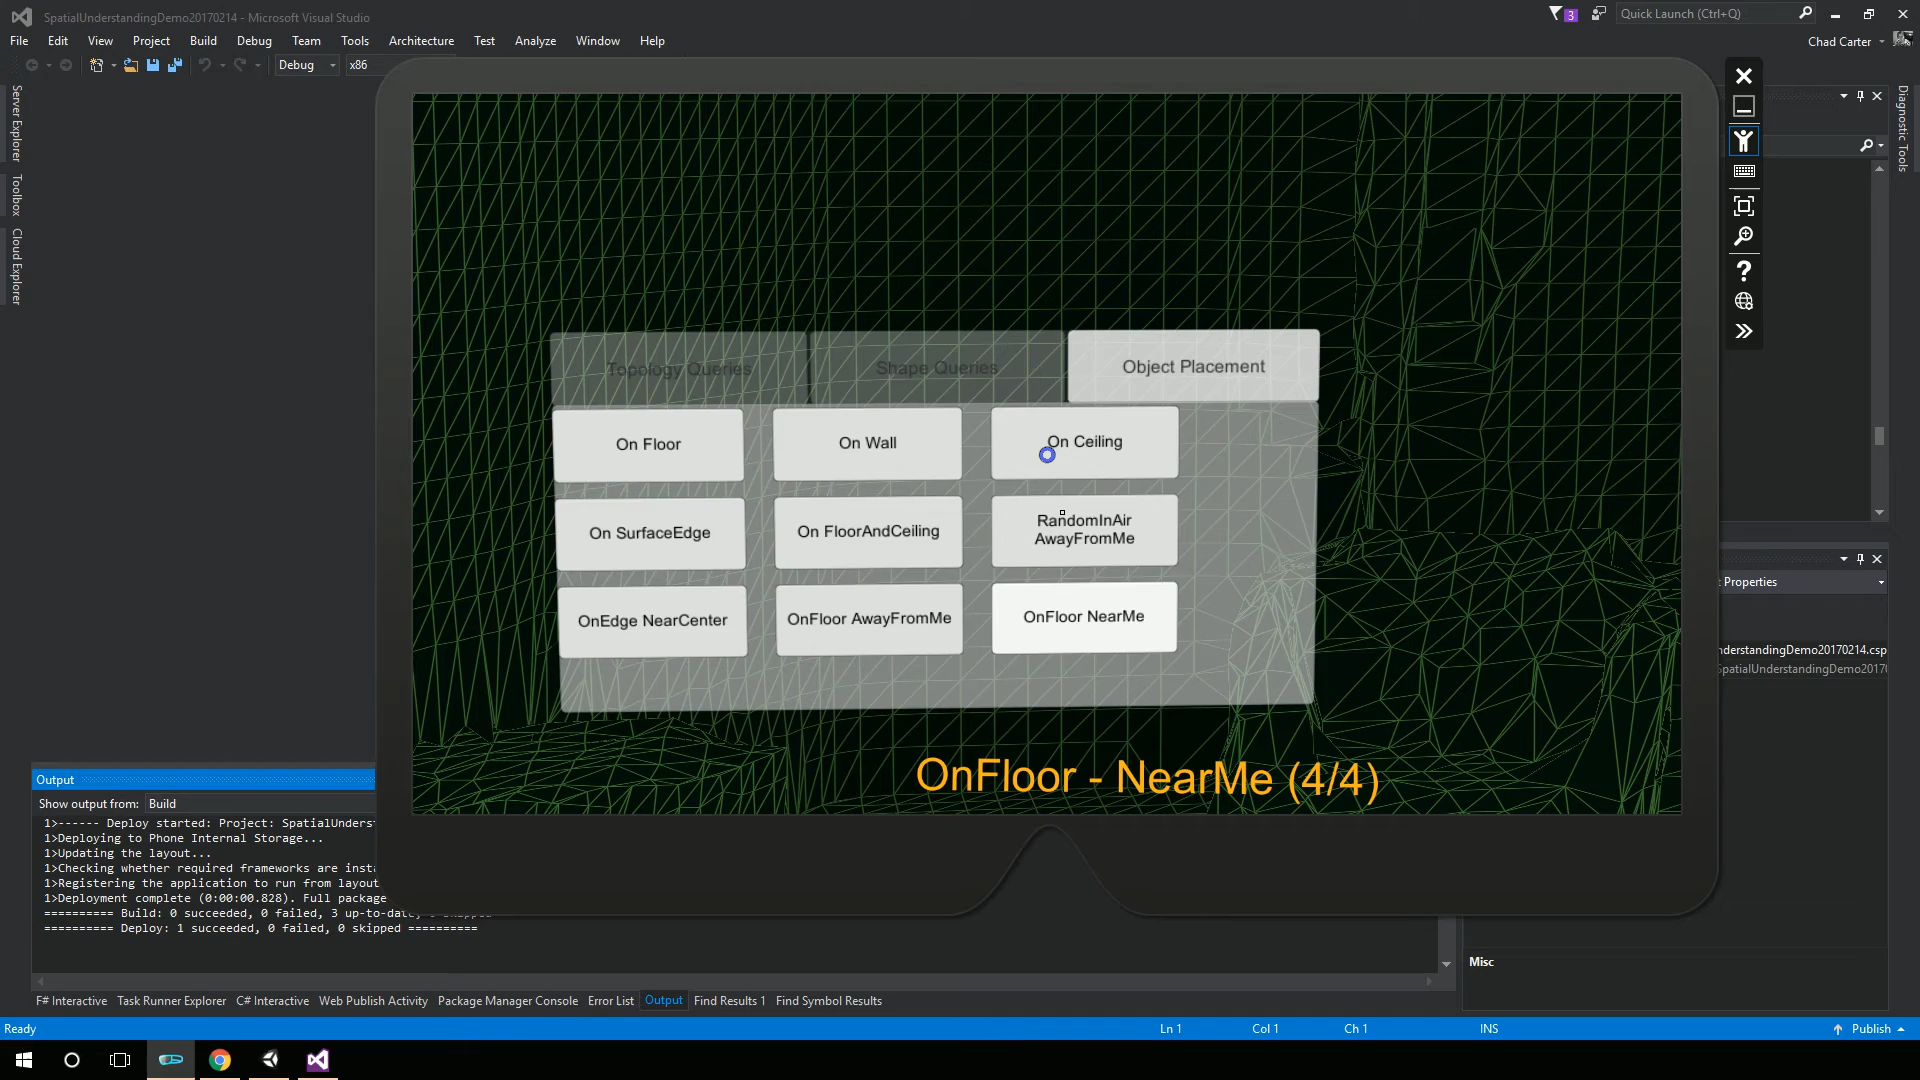 SpatialUnderstandingDemo20170214 - Microsoft Visual Studio
3
Quick Launch (Ctrl+Q)
File Edit View Project Build Debug Team Tools Architecture Test Analyze Window Help
Chad Carter
Debug x86
Server Explorer
Toolbox
Cloud Explorer
Diagnostic Tools
Topology Queries Shape Queries Object Placement
On Floor On Wall On Ceiling
On SurfaceEdge On FloorAndCeiling RandomInAir
AwayFromMe
OnEdge NearCenter OnFloor AwayFromMe OnFloor NearMe
OnFloor - NearMe (4/4)
Properties
nderstandingDemo20170214.csp
SpatialUnderstandingDemo2017
Output
Show output from: Build
1>------ Deploy started: Project: SpatialUnderst
1>Deploying to Phone Internal Storage...
1>Updating the layout...
1>Checking whether required frameworks are inst
1>Registering the application to run from layout
1>Deployment complete (0:00:00.828). Full package
========== Build: 0 succeeded, 0 failed, 3 up-to-date, 0 skipped
========== Deploy: 1 succeeded, 0 failed, 0 skipped ==========
Misc
F# Interactive Task Runner Explorer C# Interactive Web Publish Activity Package Manager Console Error List Output Find Results 1 Find Symbol Results
Ready Ln 1 Col 1 Ch 1 INS Publish